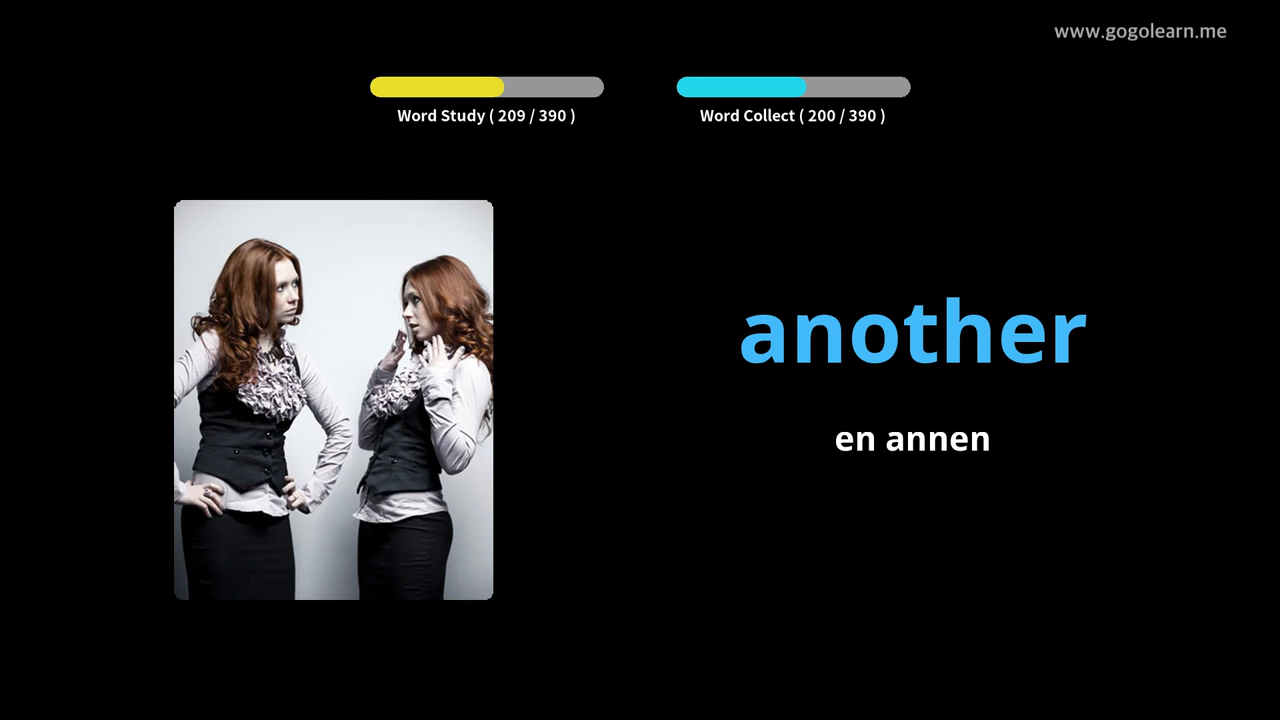 www.gogolearn.me
Word Study ( 209 / 390 )
Word Collect ( 200 / 390 )
another
en annen